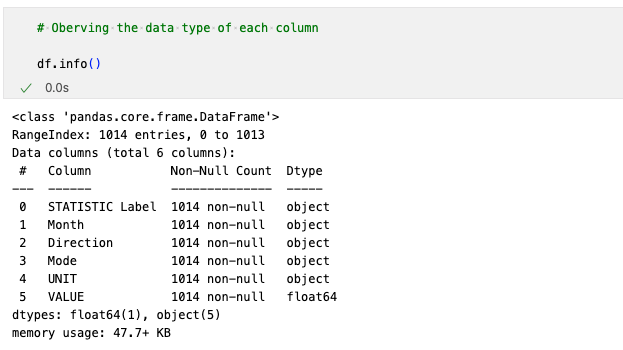 # Oberving the data type of each column
df.info()
✓ 0.0s
<class 'pandas.core.frame.DataFrame'>
RangeIndex: 1014 entries, 0 to 1013
Data columns (total 6 columns):
 #   Column           Non-Null Count  Dtype
---  ------           --------------  -----
 0   STATISTIC Label  1014 non-null   object
 1   Month            1014 non-null   object
 2   Direction        1014 non-null   object
 3   Mode             1014 non-null   object
 4   UNIT             1014 non-null   object
 5   VALUE            1014 non-null   float64
dtypes: float64(1), object(5)
memory usage: 47.7+ KB